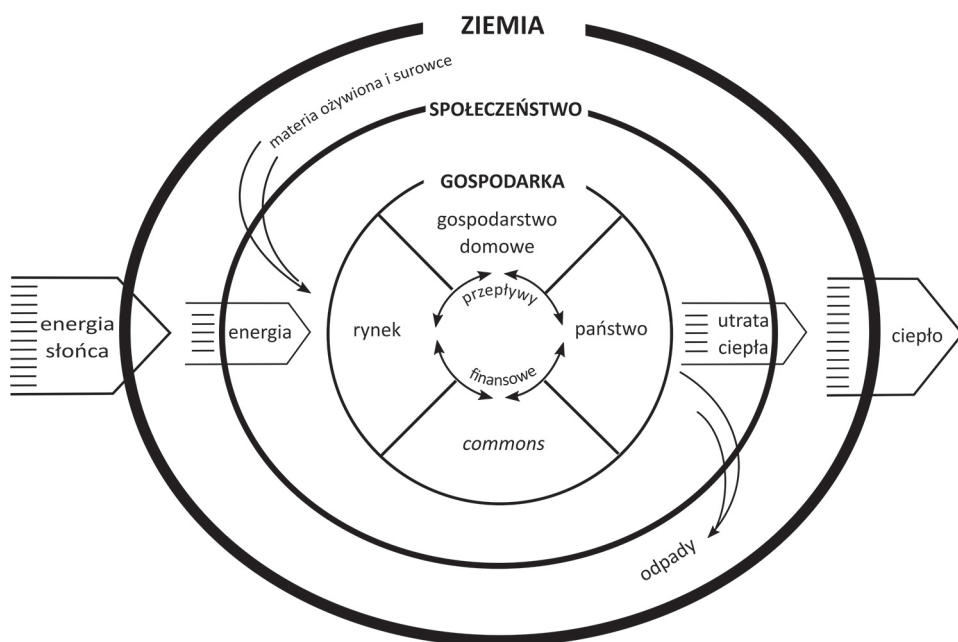 ZIEMIA
materia ożywiona i surowce
SPOŁECZEŃSTWO
GOSPODARKA
gospodarstwo
domowe
przepływy
energia
słońca
energia
rynek
państwo
utrata
ciepła
ciepło
finansowe
commons
odpady